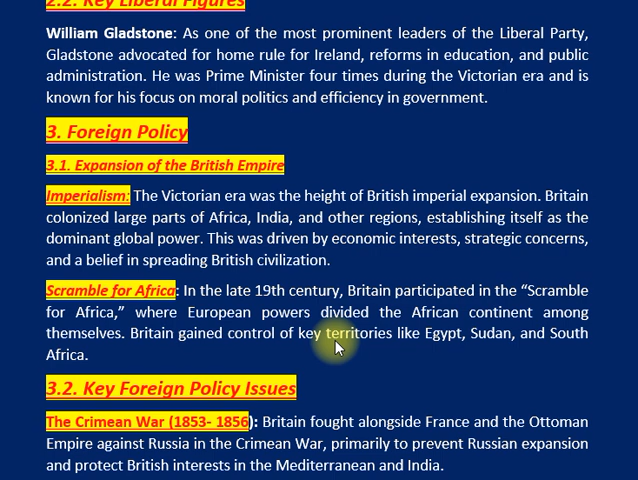 2.2. Key Liberal Figures
William Gladstone: As one of the most prominent leaders of the Liberal Party,
Gladstone advocated for home rule for Ireland, reforms in education, and public
administration. He was Prime Minister four times during the Victorian era and is
known for his focus on moral politics and efficiency in government.
3. Foreign Policy
3.1. Expansion of the British Empire
Imperialism: The Victorian era was the height of British imperial expansion. Britain
colonized large parts of Africa, India, and other regions, establishing itself as the
dominant global power. This was driven by economic interests, strategic concerns,
and a belief in spreading British civilization.
Scramble for Africa: In the late 19th century, Britain participated in the “Scramble
for Africa,” where European powers divided the African continent among
themselves. Britain gained control of key territories like Egypt, Sudan, and South
Africa.
3.2. Key Foreign Policy Issues
The Crimean War (1853- 1856): Britain fought alongside France and the Ottoman
Empire against Russia in the Crimean War, primarily to prevent Russian expansion
and protect British interests in the Mediterranean and India.